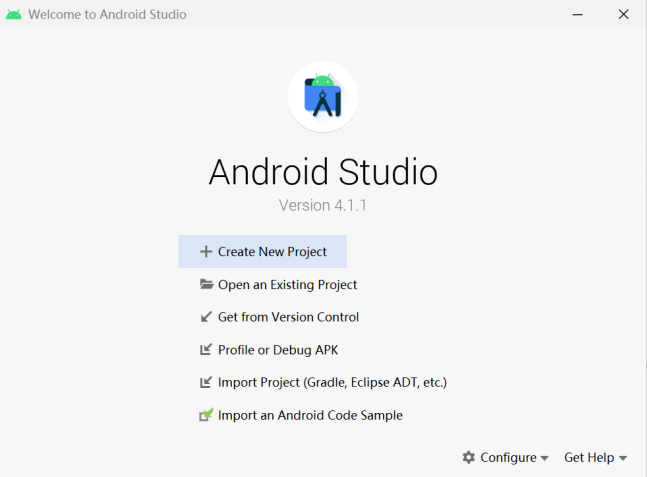 Welcome to Android Studio
Android Studio
Version 4.1.1
Create New Project
Open an Existing Project
Get from Version Control
Profile or Debug APK
Import Project (Gradle, Eclipse ADT, etc.)
Import an Android Code Sample
Configure Get Help